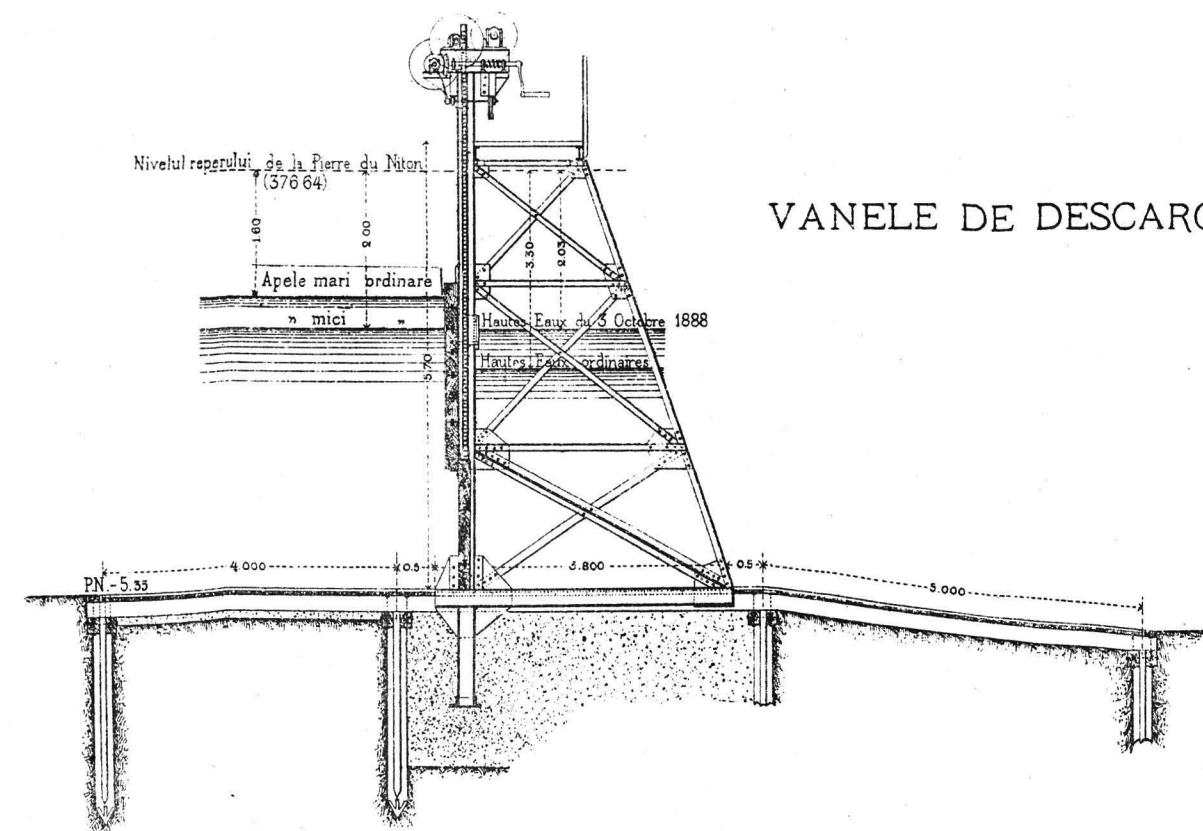 Nivelul reperului de la Pierre du Niton
(376 64)
VANELE DE DESCARC
1.60
2.00
3.30
2.03
Apele mari ordinare
„ mici „
Hautes Eaux du 3 Octobre 1888
Hautes Eaux ordinaires
5.70
4.000
0.5
3.800
0.5
5.000
PN.-5.33